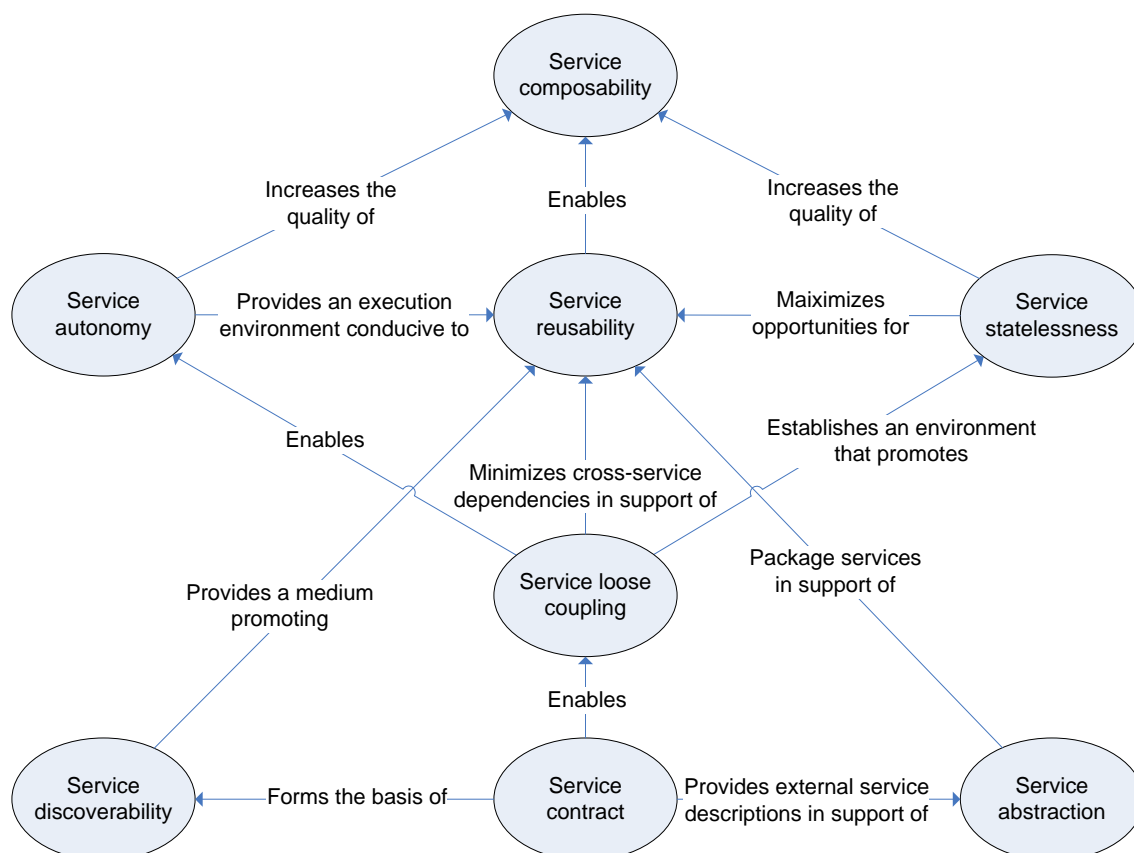 Service
composability
Increases the
quality of
Enables
Increases the
quality of
Service
autonomy
Provides an execution
environment conducive to
Service
reusability
Maiximizes
opportunities for
Service
statelessness
Enables
Minimizes cross-service
dependencies in support of
Establishes an environment
that promotes
Provides a medium
promoting
Service loose
coupling
Package services
in support of
Enables
Service
discoverability
Forms the basis of
Service
contract
Provides external service
descriptions in support of
Service
abstraction